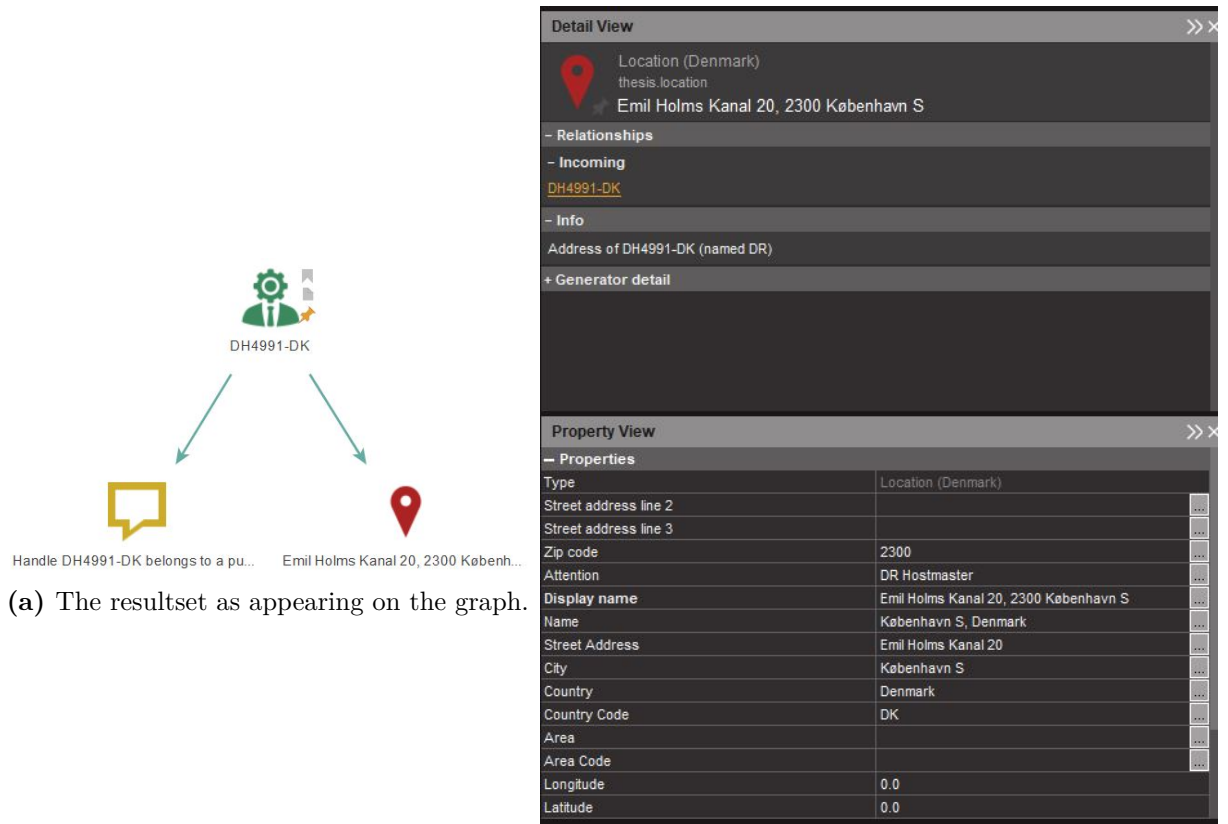 DH4991-DK
Handle DH4991-DK belongs to a pu...
Emil Holms Kanal 20, 2300 Københ...
(a) The resultset as appearing on the graph.
Detail View
Location (Denmark)
thesis.location
Emil Holms Kanal 20, 2300 København S
– Relationships
– Incoming
DH4991-DK
– Info
Address of DH4991-DK (named DR)
+ Generator detail
Property View
– Properties
Type Location (Denmark)
Street address line 2 ...
Street address line 3 ...
Zip code 2300 ...
Attention DR Hostmaster ...
Display name Emil Holms Kanal 20, 2300 København S ...
Name København S, Denmark ...
Street Address Emil Holms Kanal 20 ...
City København S ...
Country Denmark ...
Country Code DK ...
Area ...
Area Code ...
Longitude 0.0
Latitude 0.0